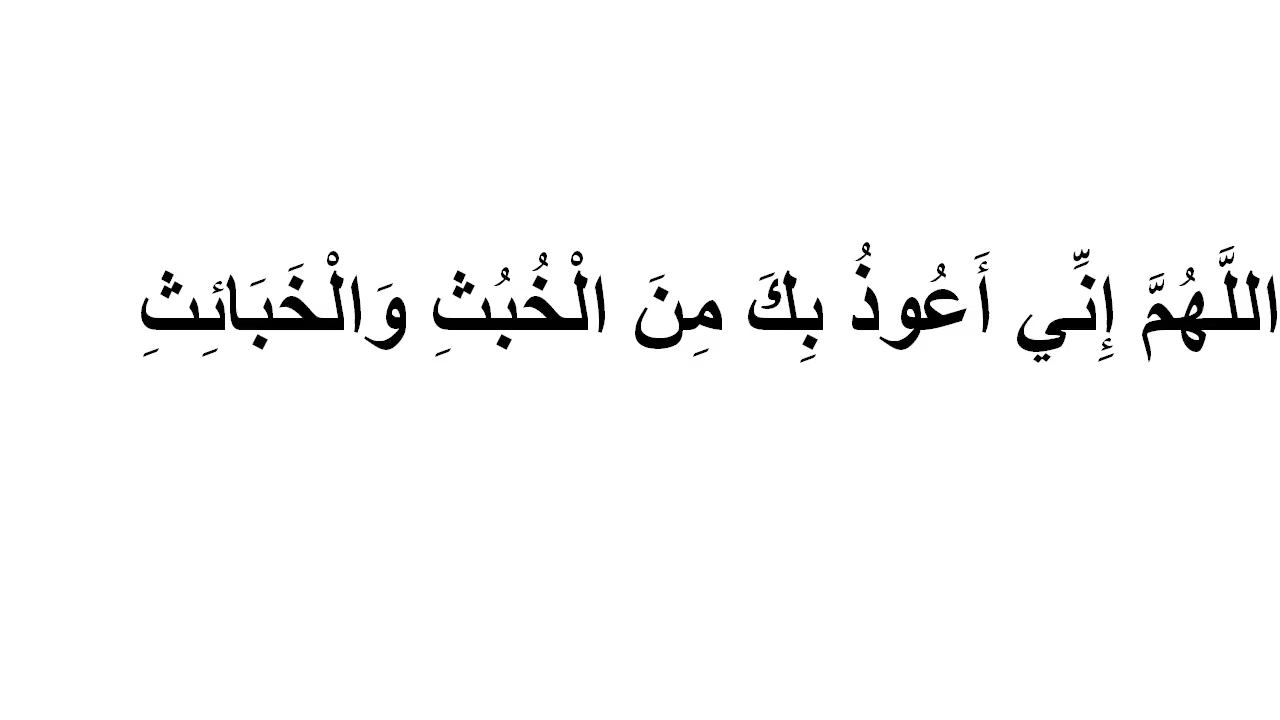 اللَّهُمَّ إِنِّي أَعُوذُ بِكَ مِنَ الْخُبُثِ وَالْخَبَائِثِ